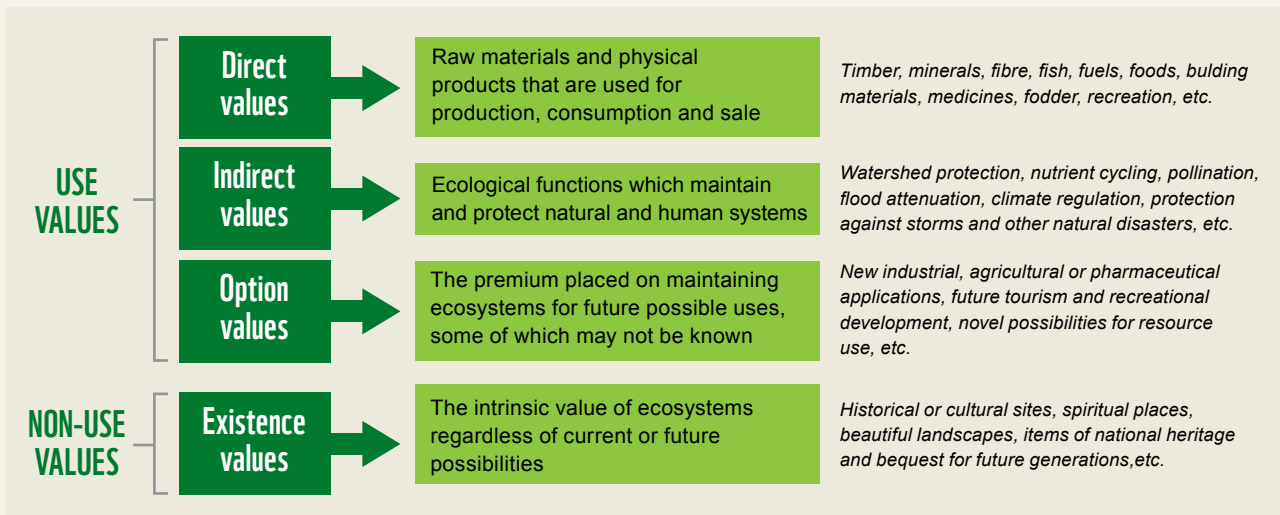 USE
VALUES
Direct
values
Raw materials and physical
products that are used for
production, consumption and sale
Timber, minerals, fibre, fish, fuels, foods, bulding
materials, medicines, fodder, recreation, etc.
Indirect
values
Ecological functions which maintain
and protect natural and human systems
Watershed protection, nutrient cycling, pollination,
flood attenuation, climate regulation, protection
against storms and other natural disasters, etc.
Option
values
The premium placed on maintaining
ecosystems for future possible uses,
some of which may not be known
New industrial, agricultural or pharmaceutical
applications, future tourism and recreational
development, novel possibilities for resource
use, etc.
NON-USE
VALUES
Existence
values
The intrinsic value of ecosystems
regardless of current or future
possibilities
Historical or cultural sites, spiritual places,
beautiful landscapes, items of national heritage
and bequest for future generations,etc.